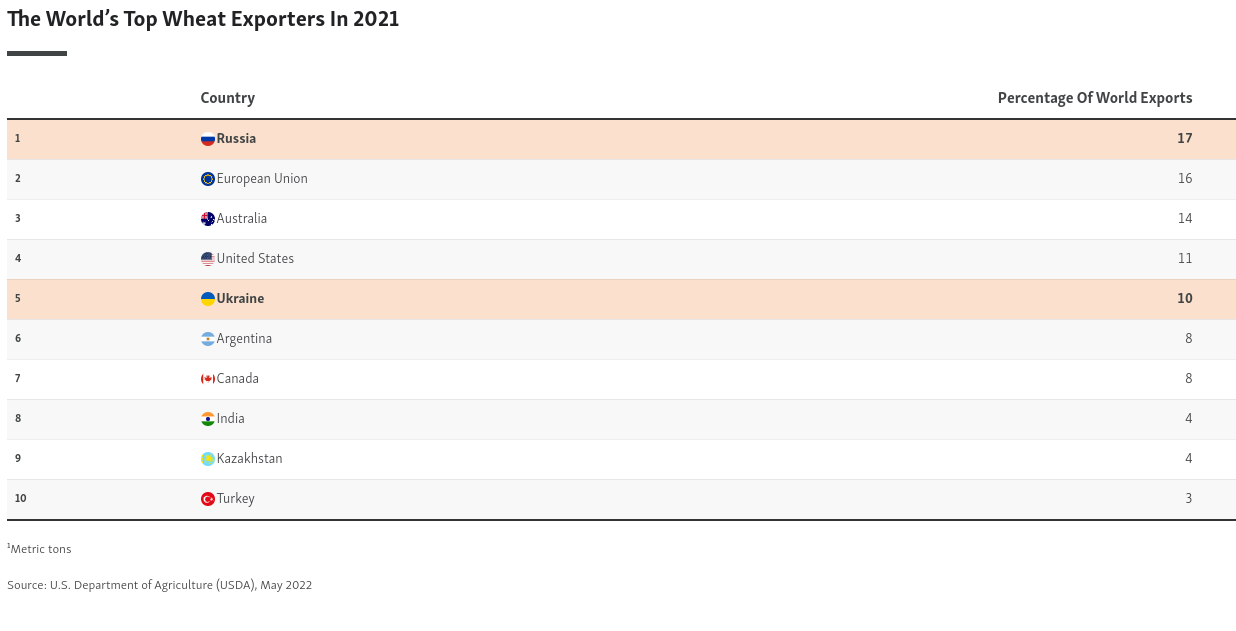 The World's Top Wheat Exporters In 2021
Country Percentage Of World Exports
1 Russia 17
2 European Union 16
3 Australia 14
4 United States 11
5 Ukraine 10
6 Argentina 8
7 Canada 8
8 India 4
9 Kazakhstan 4
10 Turkey 3
¹Metric tons
Source: U.S. Department of Agriculture (USDA), May 2022